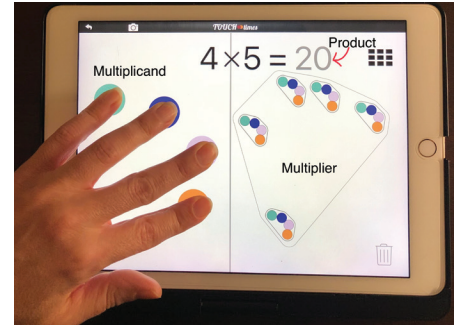 TOUCH times
4×5=20
Product
Multiplicand
Multiplier